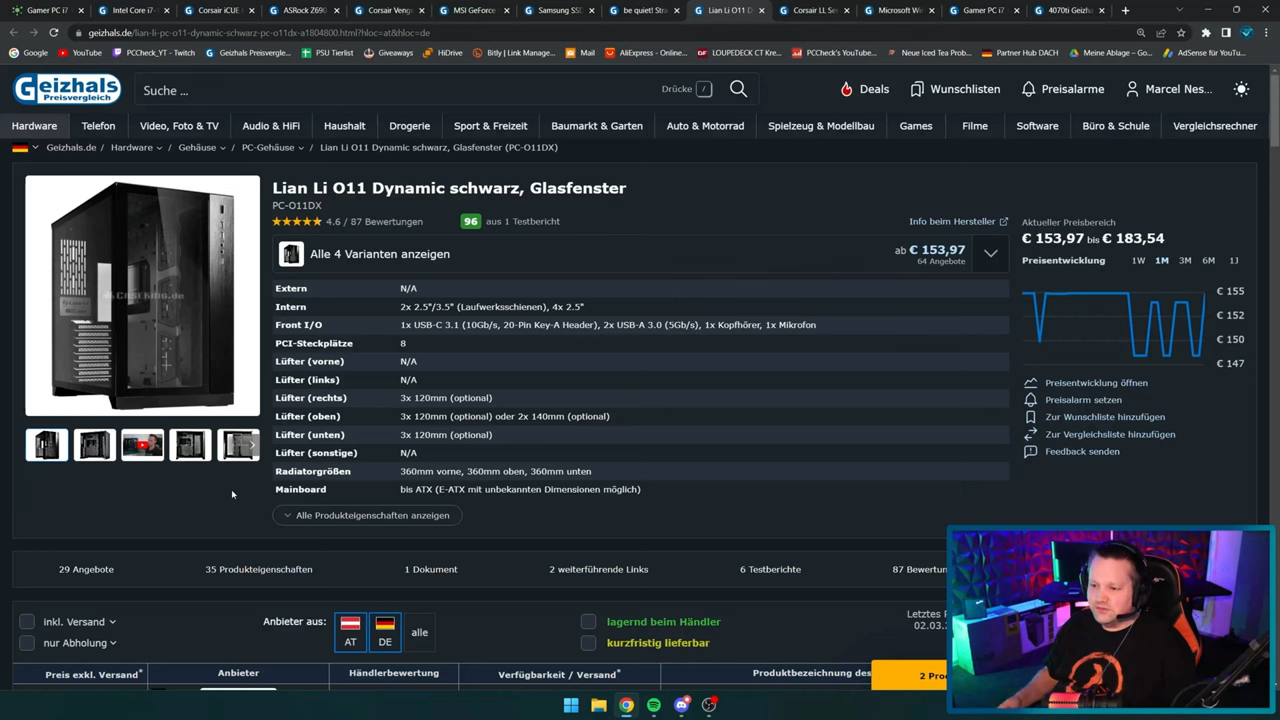 Gamer PC i7
Intel Core i7-
Corsair iCUE
ASRock Z690
Corsair Veng
MSI GeForce
Samsung SSD
be quiet! Stra
Lian Li O11 D
Corsair LL Se
Microsoft Wi
Gamer PC i7
4070ti Geizha
geizhals.de/lian-li-pc-o11-dynamic-schwarz-pc-o11dx-a1804800.html?hloc=at&hloc=de
Google
YouTube
PCCheck_YT - Twitch
Geizhals Preisvergle...
PSU Tierlist
Giveaways
HiDrive
Bitly | Link Manage...
Mail
AliExpress - Online...
LOUPEDECK CT Kreat...
PCCheck's YouTube...
Neue Iced Tea Prob...
Partner Hub DACH
Meine Ablage – Go...
AdSense für YouTu...
Geizhals
Preisvergleich
Suche ...
Drücke /
Deals
Wunschlisten
Preisalarme
Marcel Nes...
Hardware
Telefon
Video, Foto & TV
Audio & HiFi
Haushalt
Drogerie
Sport & Freizeit
Baumarkt & Garten
Auto & Motorrad
Spielzeug & Modellbau
Games
Filme
Software
Büro & Schule
Vergleichsrechner
Geizhals.de / Hardware / Gehäuse / PC-Gehäuse / Lian Li O11 Dynamic schwarz, Glasfenster (PC-O11DX)
CASEKING.de
Lian Li O11 Dynamic schwarz, Glasfenster
PC-O11DX
4.6 / 87 Bewertungen
96 aus 1 Testbericht
Info beim Hersteller
Alle 4 Varianten anzeigen
ab € 153,97
64 Angebote
Extern N/A
Intern 2x 2.5"/3.5" (Laufwerksschienen), 4x 2.5"
Front I/O 1x USB-C 3.1 (10Gb/s, 20-Pin Key-A Header), 2x USB-A 3.0 (5Gb/s), 1x Kopfhörer, 1x Mikrofon
PCI-Steckplätze 8
Lüfter (vorne) N/A
Lüfter (links) N/A
Lüfter (rechts) 3x 120mm (optional)
Lüfter (oben) 3x 120mm (optional) oder 2x 140mm (optional)
Lüfter (unten) 3x 120mm (optional)
Lüfter (sonstige) N/A
Radiatorgrößen 360mm vorne, 360mm oben, 360mm unten
Mainboard bis ATX (E-ATX mit unbekannten Dimensionen möglich)
Alle Produkteigenschaften anzeigen
Aktueller Preisbereich
€ 153,97 bis € 183,54
Preisentwicklung 1W 1M 3M 6M 1J
€ 155
€ 152
€ 150
€ 147
Preisentwicklung öffnen
Preisalarm setzen
Zur Wunschliste hinzufügen
Zur Vergleichsliste hinzufügen
Feedback senden
29 Angebote
35 Produkteigenschaften
1 Dokument
2 weiterführende Links
6 Testberichte
87 Bewertun
inkl. Versand
nur Abholung
Anbieter aus:
AT
DE
alle
lagernd beim Händler
kurzfristig lieferbar
Letztes
02.03.
Preis exkl. Versand*
Anbieter
Händlerbewertung
Verfügbarkeit / Versand*
Produktbezeichnung des
2 Pro